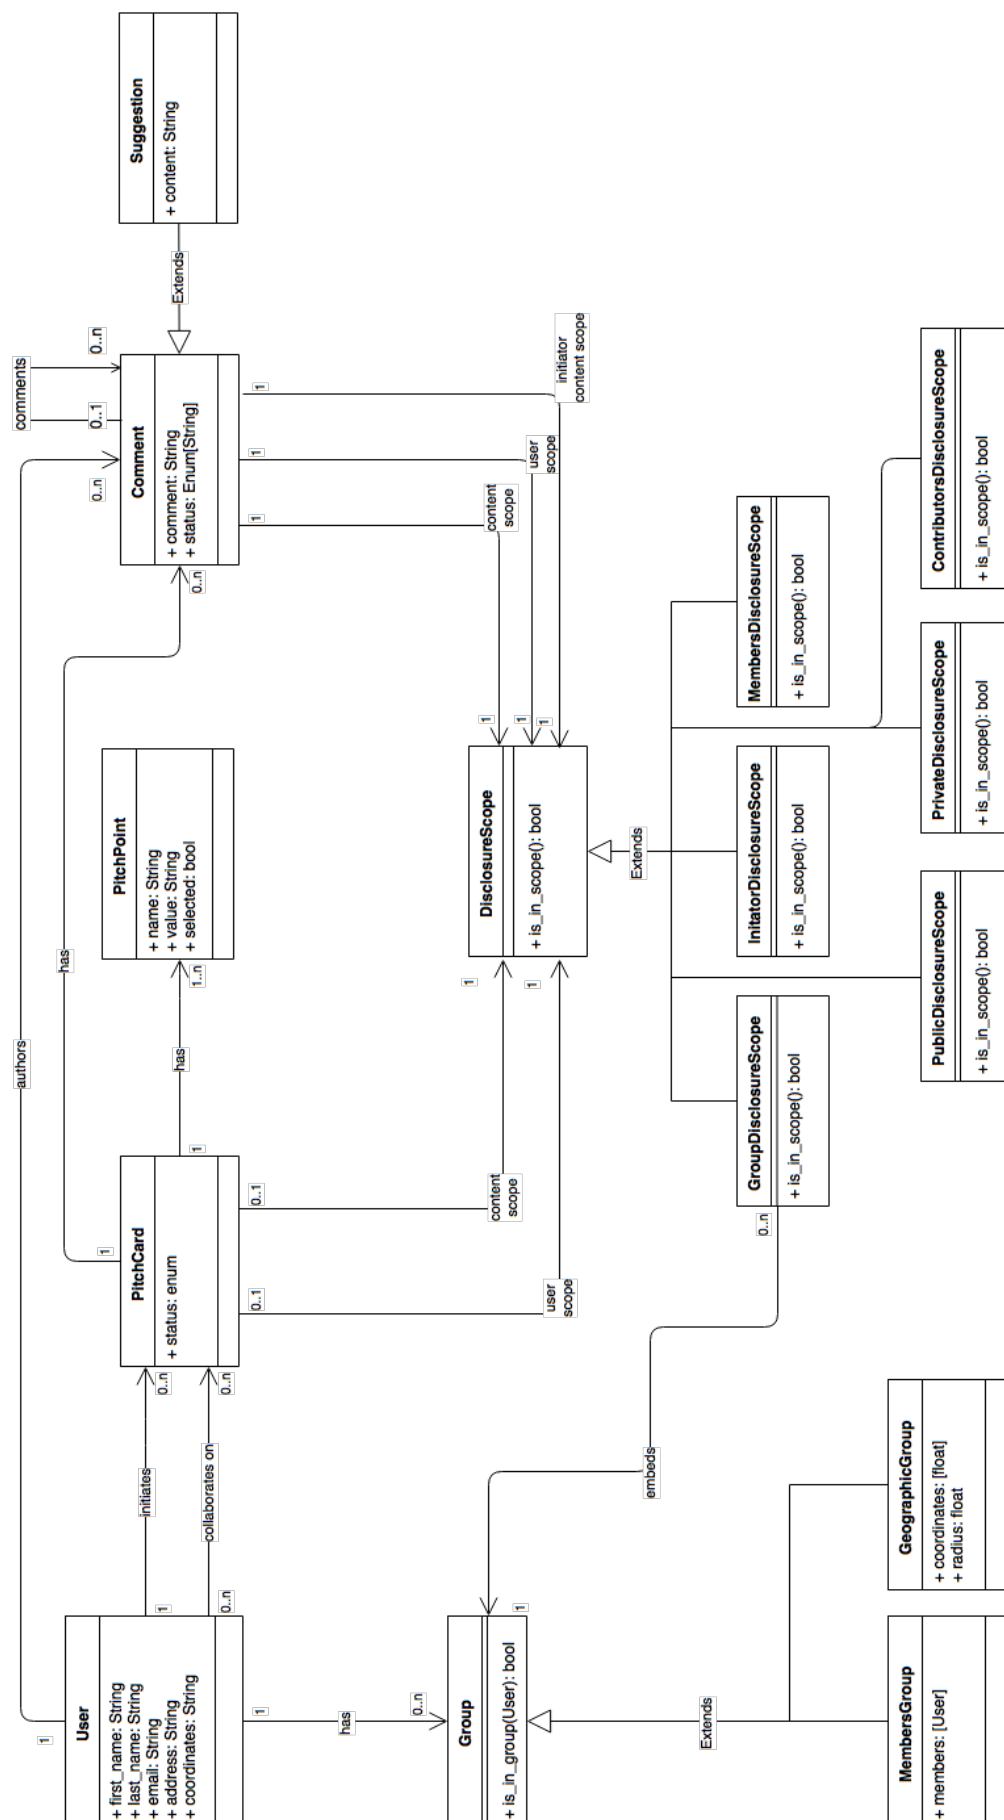 User
+ first_name: String
+ last_name: String
+ email: String
+ address: String
+ coordinates: String
1
authors
0..n
1
initiates
0..n
0..n
collaborates on
0..n
PitchCard
+ status: enum
1
has
0..n
1
has
1..n
PitchPoint
+ name: String
+ value: String
+ selected: bool
Comment
+ comment: String
+ status: Enum[String]
0..1
comments
0..n
Extends
Suggestion
+ content: String
0..1
user
scope
1
0..1
content
scope
1
1
content
scope
1
1
user
scope
1
1
initiator
content scope
1
DisclosureScope
+ is_in_scope(): bool
1
has
0..n
Group
+ is_in_group(User): bool
1
embeds
0..n
Extends
GroupDisclosureScope
+ is_in_scope(): bool
InitatorDisclosureScope
+ is_in_scope(): bool
MembersDisclosureScope
+ is_in_scope(): bool
Extends
MembersGroup
+ members: [User]
GeographicGroup
+ coordinates: [float]
+ radius: float
PublicDisclosureScope
+ is_in_scope(): bool
PrivateDisclosureScope
+ is_in_scope(): bool
ContributorsDisclosureScope
+ is_in_scope(): bool